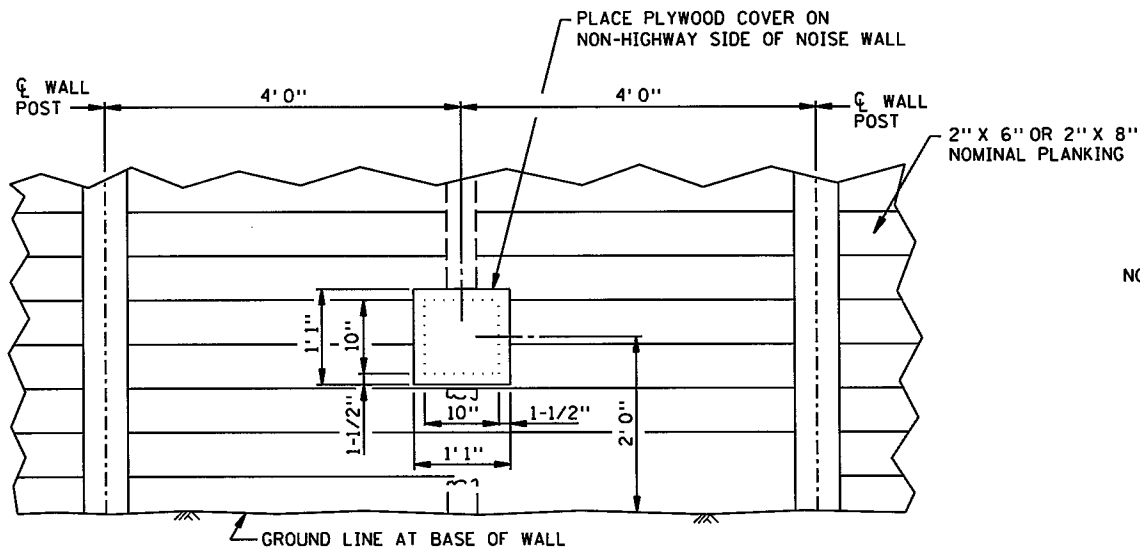 PLACE PLYWOOD COVER ON
NON-HIGHWAY SIDE OF NOISE WALL
℄ WALL
POST
4'0"
4'0"
℄ WALL
POST
2" X 6" OR 2" X 8"
NOMINAL PLANKING
NO
1'1"
10"
1-1/2"
10"
1-1/2"
1'1"
2'0"
GROUND LINE AT BASE OF WALL